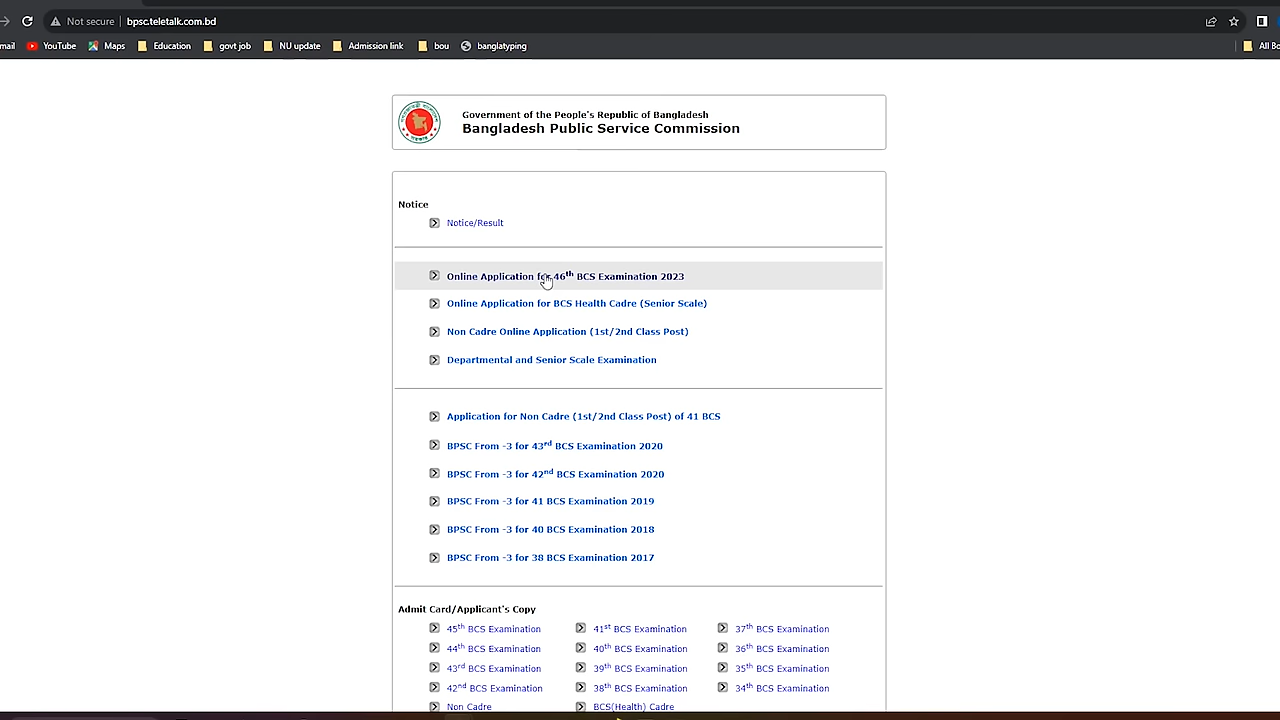 Not secure | bpsc.teletalk.com.bd
mail YouTube Maps Education govt job NU update Admission link bou banglatyping All Bo
Government of the People's Republic of Bangladesh
Bangladesh Public Service Commission
Notice
Notice/Result
Online Application for 46th BCS Examination 2023
Online Application for BCS Health Cadre (Senior Scale)
Non Cadre Online Application (1st/2nd Class Post)
Departmental and Senior Scale Examination
Application for Non Cadre (1st/2nd Class Post) of 41 BCS
BPSC From -3 for 43rd BCS Examination 2020
BPSC From -3 for 42nd BCS Examination 2020
BPSC From -3 for 41 BCS Examination 2019
BPSC From -3 for 40 BCS Examination 2018
BPSC From -3 for 38 BCS Examination 2017
Admit Card/Applicant's Copy
45th BCS Examination 41st BCS Examination 37th BCS Examination
44th BCS Examination 40th BCS Examination 36th BCS Examination
43rd BCS Examination 39th BCS Examination 35th BCS Examination
42nd BCS Examination 38th BCS Examination 34th BCS Examination
Non Cadre BCS(Health) Cadre